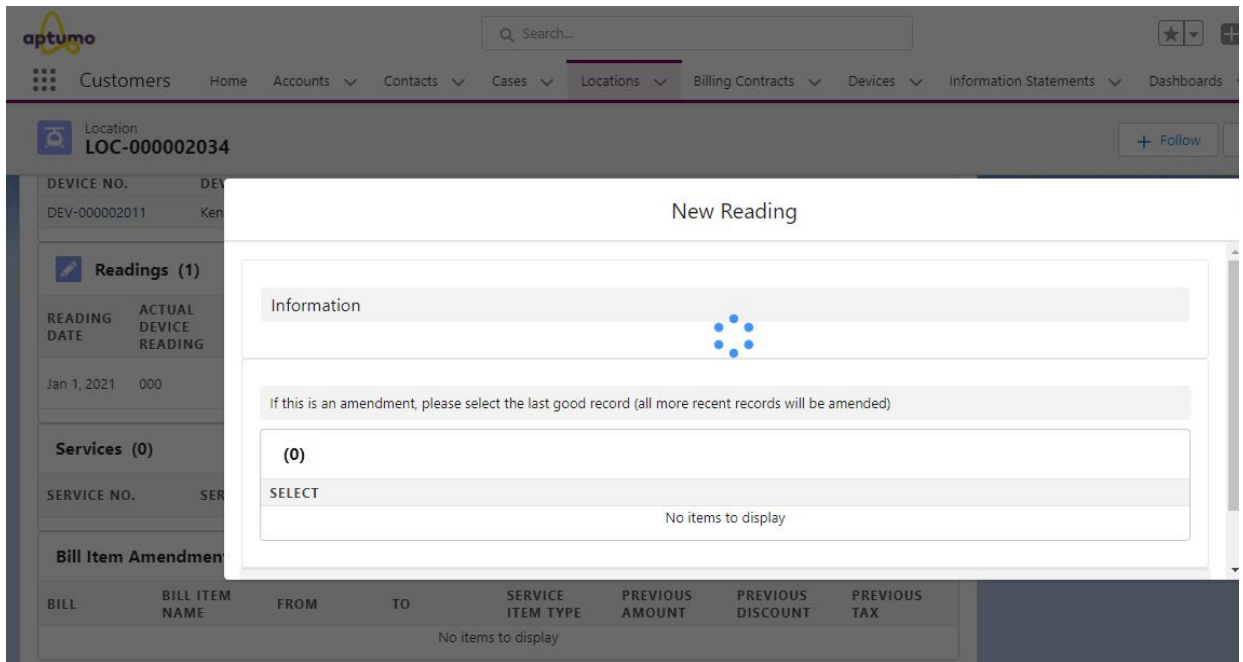 aptumo
Search...
Customers Home Accounts Contacts Cases Locations Billing Contracts Devices Information Statements Dashboards
Location
LOC-000002034
+ Follow
DEVICE NO. DEV
DEV-000002011 Ken
New Reading
Readings (1)
READING DATE
ACTUAL DEVICE READING
Jan 1, 2021 000
Information
If this is an amendment, please select the last good record (all more recent records will be amended)
(0)
SELECT
No items to display
Services (0)
SERVICE NO. SER
Bill Item Amendmen
BILL
BILL ITEM NAME
FROM
TO
SERVICE ITEM TYPE
PREVIOUS AMOUNT
PREVIOUS DISCOUNT
PREVIOUS TAX
No items to display